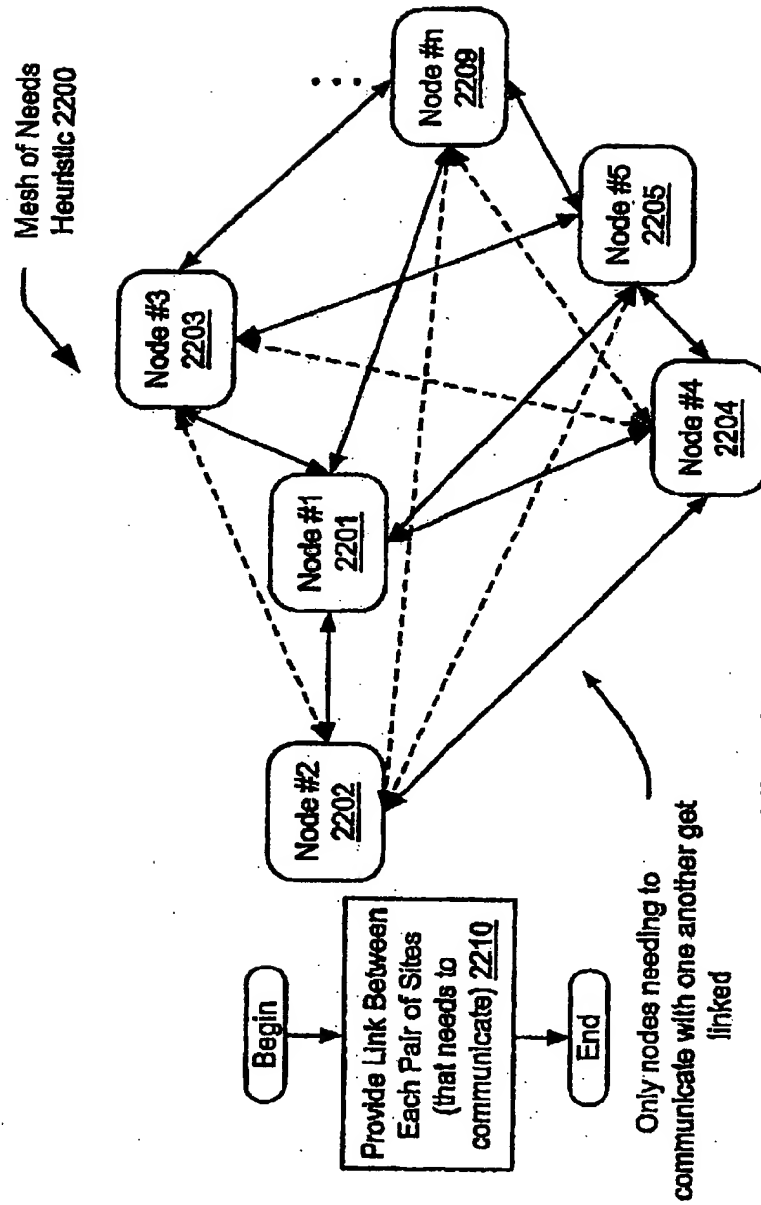 Mesh of Needs
Heuristic 2200
Node #3
2203
Node #n
2209
Node #1
2201
Node #2
2202
Node #5
2205
Node #4
2204
Begin
Provide Link Between
Each Pair of Sites
(that needs to
communicate) 2210
End
Only nodes needing to
communicate with one another get
linked